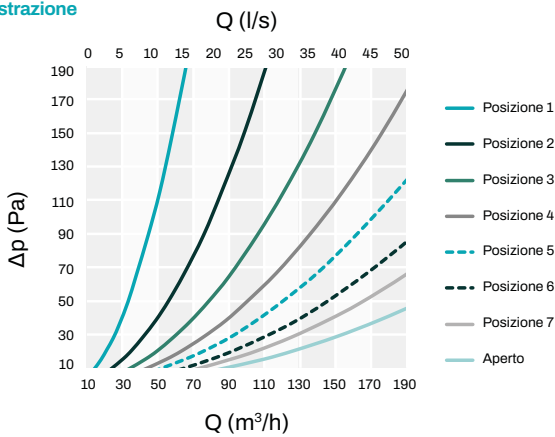 strazione
Q (l/s)
0 5 10 15 20 25 30 35 40 45 50
190
170
150
130
110
90
70
50
30
10
Δp (Pa)
10 30 50 70 90 110 130 150 170 190
Q (m³/h)
Posizione 1
Posizione 2
Posizione 3
Posizione 4
Posizione 5
Posizione 6
Posizione 7
Aperto